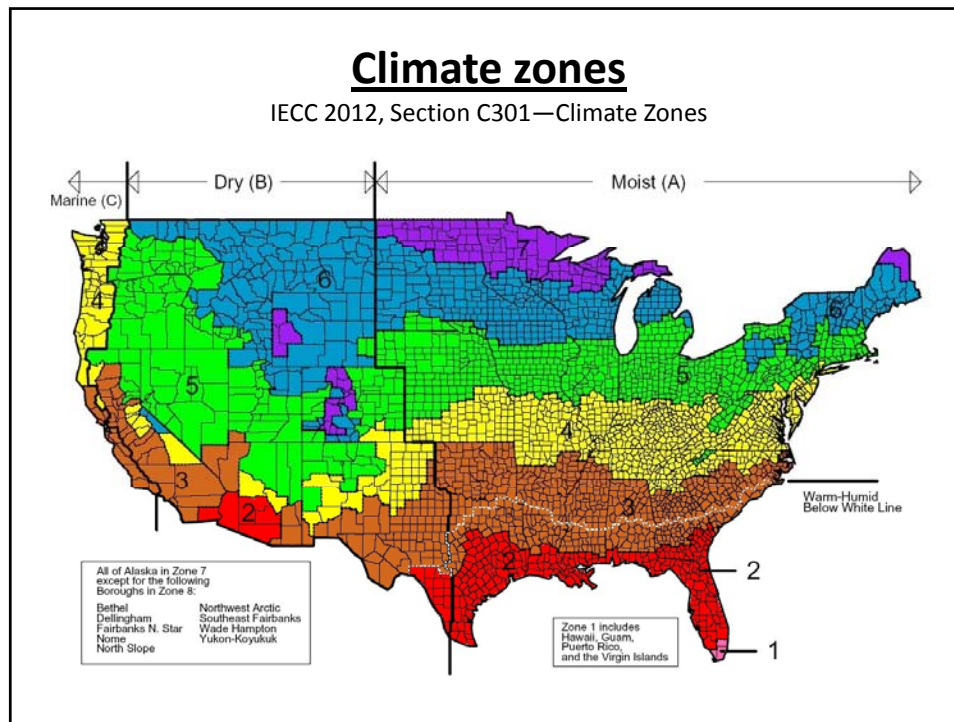 Climate zones
IECC 2012, Section C301—Climate Zones
Marine (C)
Dry (B)
Moist (A)
7
6
4
6
5
5
4
3
3
2
2
Warm-Humid
Below White Line
2
1
All of Alaska in Zone 7
except for the following
Boroughs in Zone 8:
Bethel
Dellingham
Fairbanks N. Star
Nome
North Slope
Northwest Arctic
Southeast Fairbanks
Wade Hampton
Yukon-Koyukuk
Zone 1 includes
Hawaii, Guam,
Puerto Rico,
and the Virgin Islands